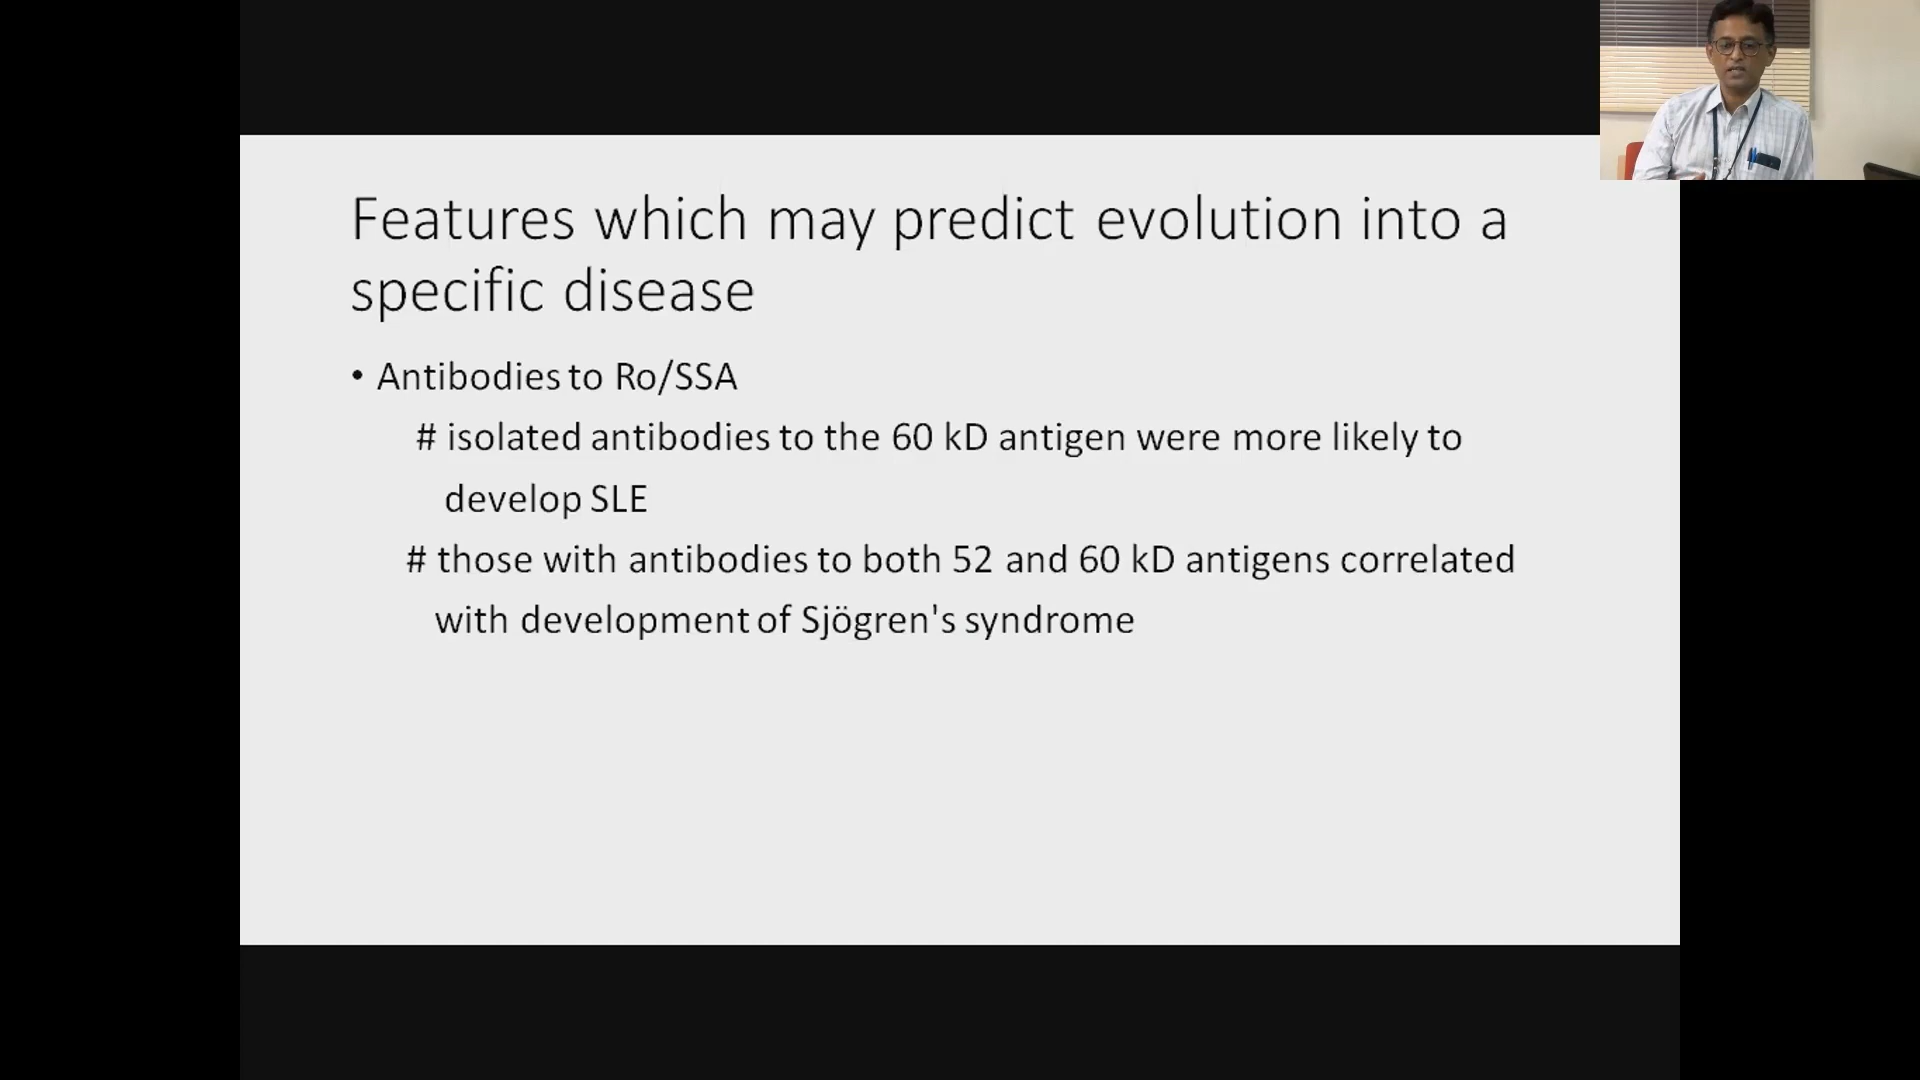 Features which may predict evolution into a
specific disease
• Antibodies to Ro/SSA
# isolated antibodies to the 60 kD antigen were more likely to
develop SLE
# those with antibodies to both 52 and 60 kD antigens correlated
with development of Sjögren's syndrome